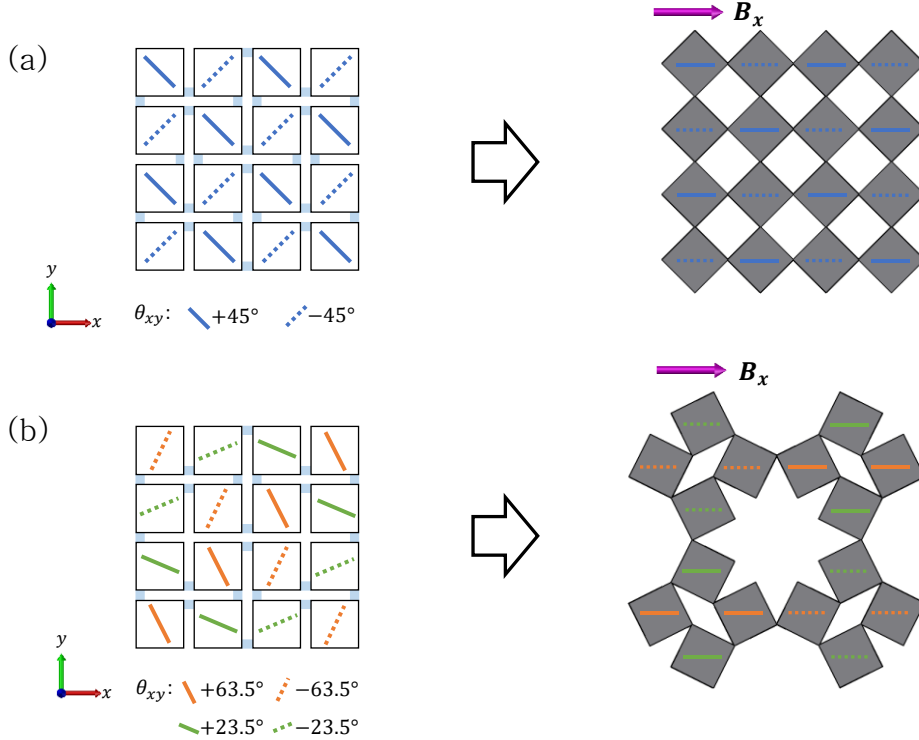 (a)
B_x
y
x
θ_xy: +45° −45°
(b)
B_x
y
x
θ_xy: +63.5° −63.5°
+23.5° −23.5°